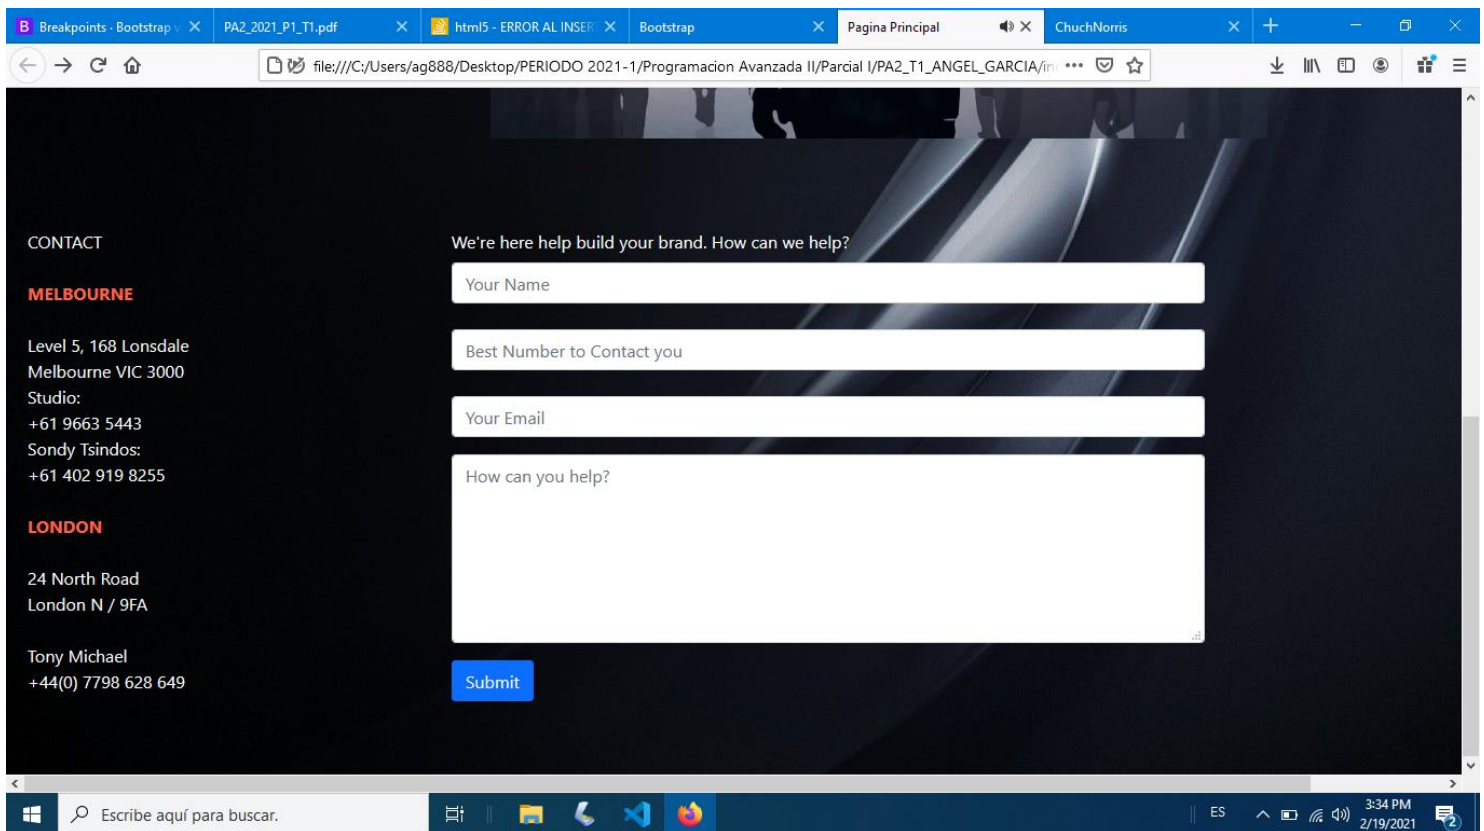 Breakpoints · Bootstrap v
PA2_2021_P1_T1.pdf
html5 - ERROR AL INSER
Bootstrap
Pagina Principal
ChuchNorris
file:///C:/Users/ag888/Desktop/PERIODO 2021-1/Programacion Avanzada II/Parcial I/PA2_T1_ANGEL_GARCIA/in
CONTACT
MELBOURNE
Level 5, 168 Lonsdale
Melbourne VIC 3000
Studio:
+61 9663 5443
Sondy Tsindos:
+61 402 919 8255
LONDON
24 North Road
London N / 9FA
Tony Michael
+44(0) 7798 628 649
We're here help build your brand. How can we help?
Your Name
Best Number to Contact you
Your Email
How can you help?
Submit
Escribe aquí para buscar.
ES
3:34 PM
2/19/2021
2